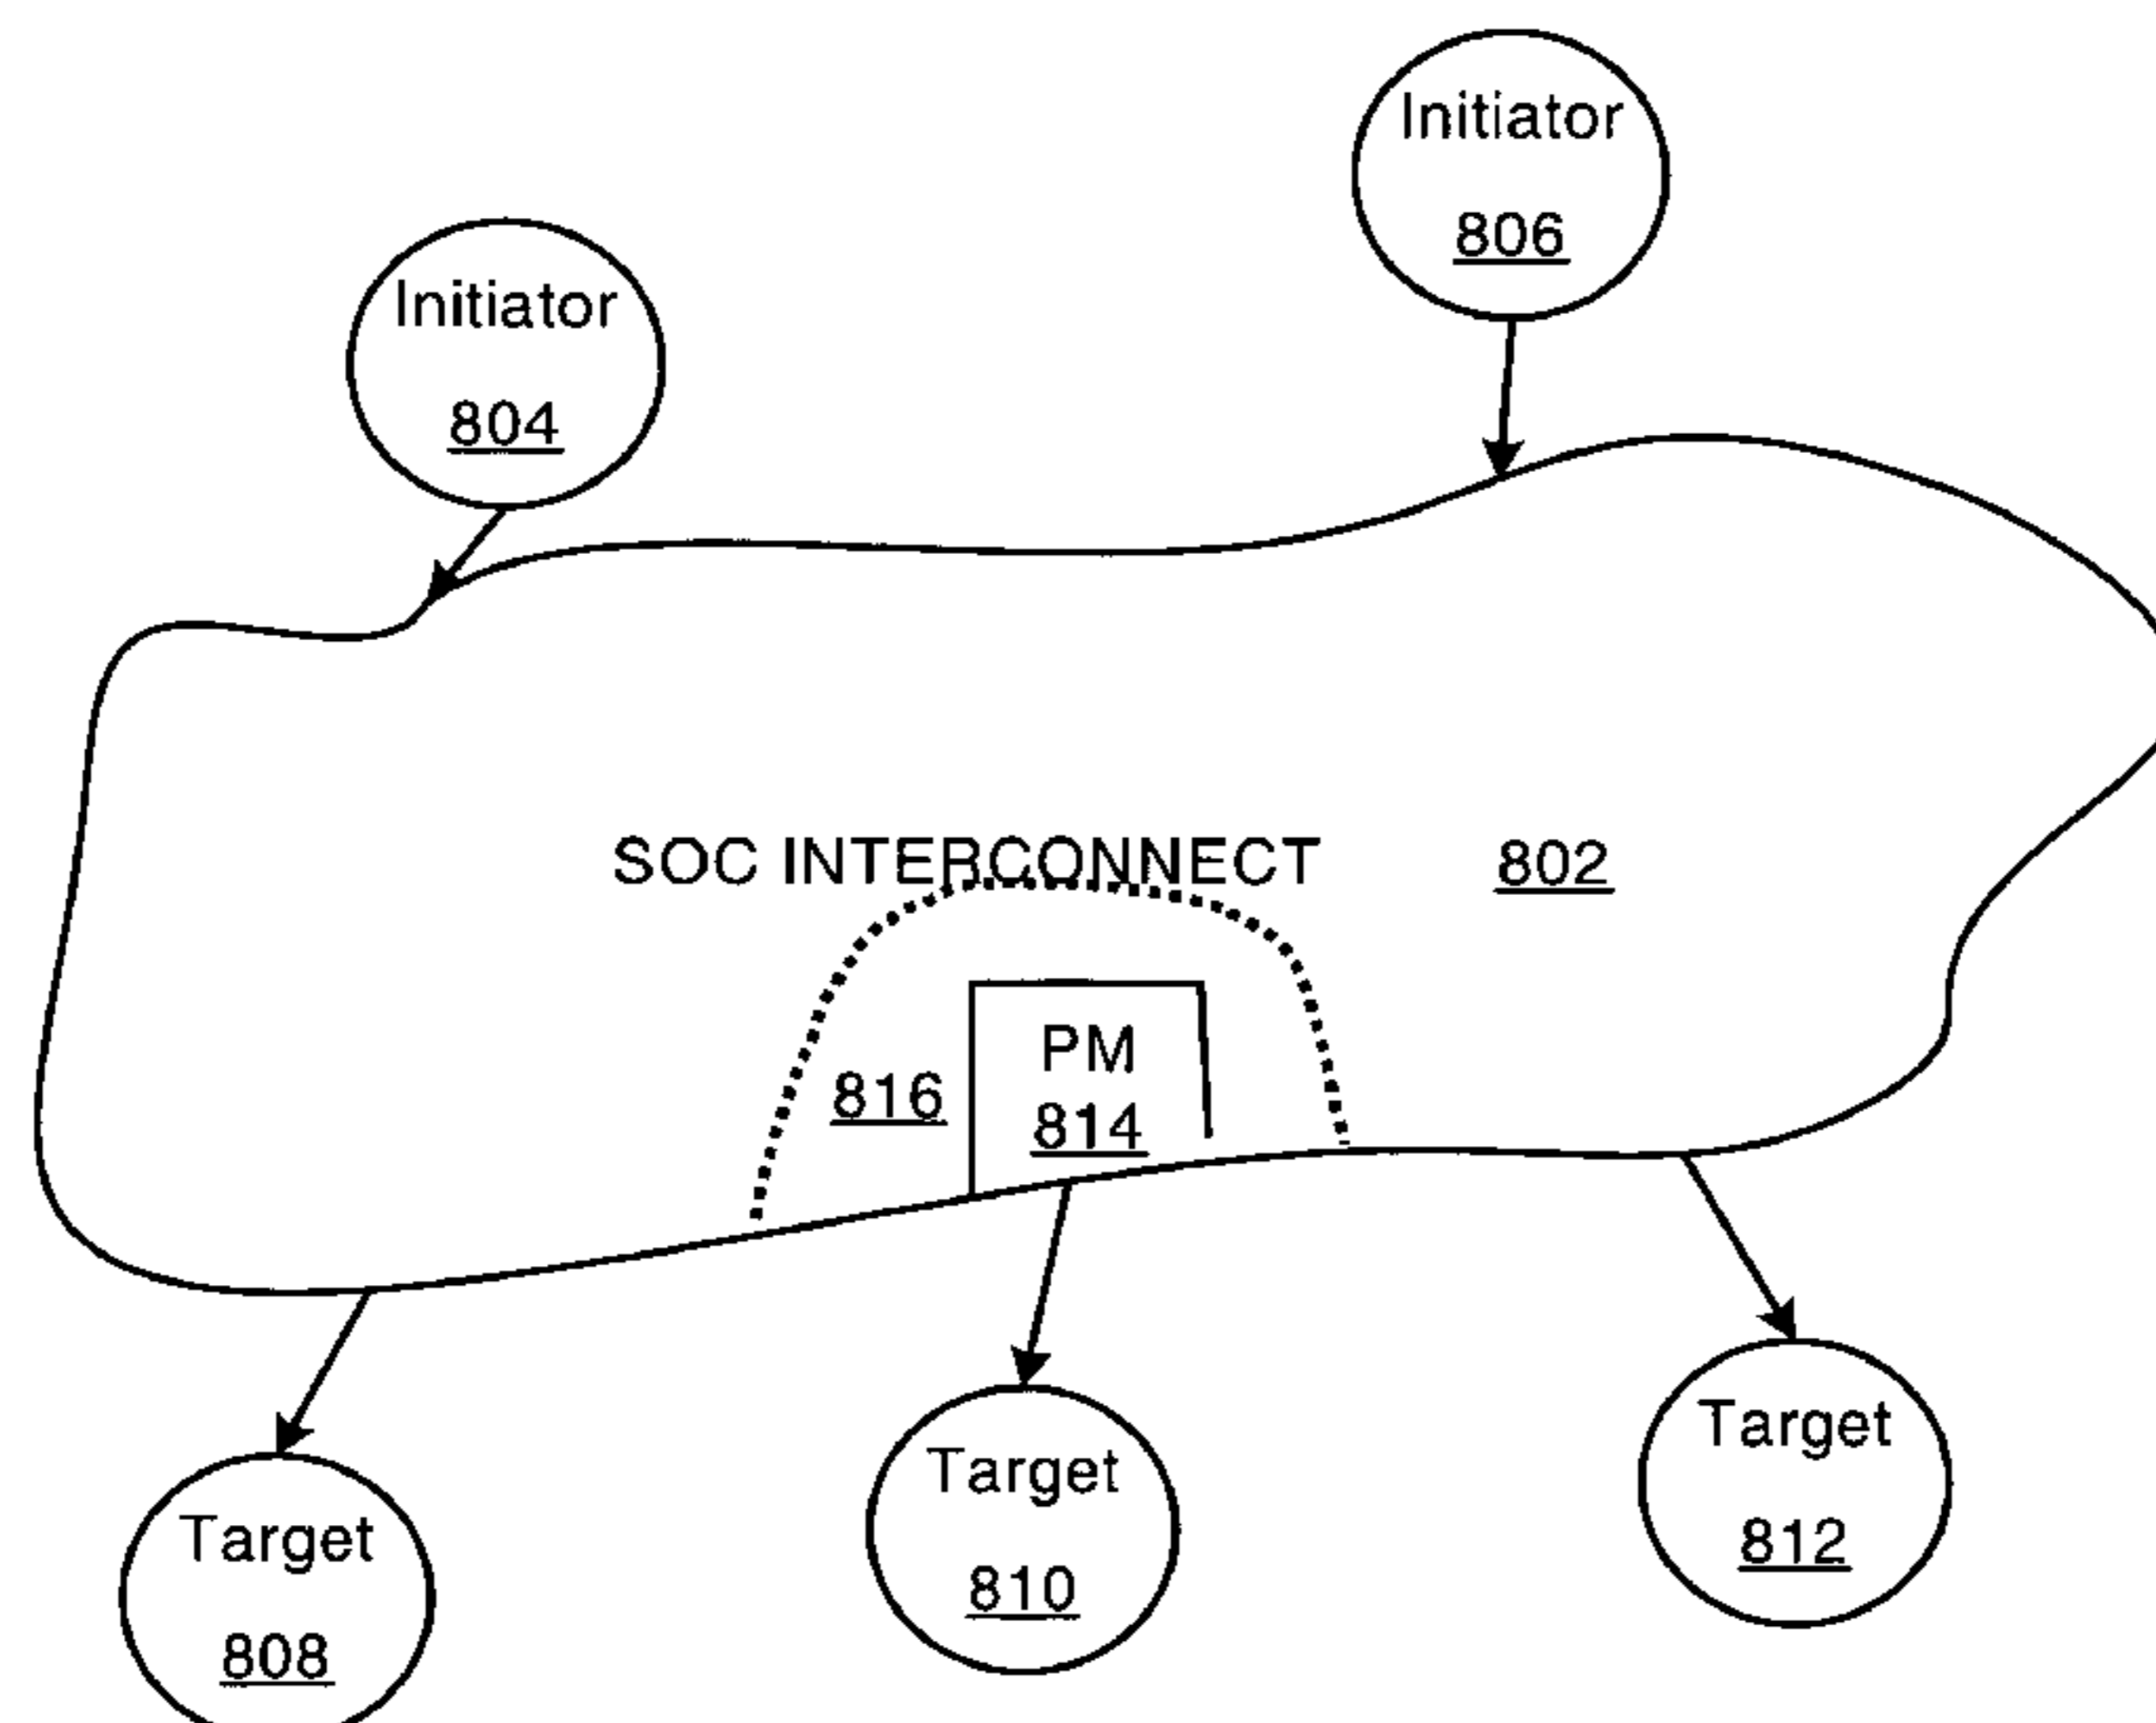 Initiator
806
Initiator
804
SOC INTERCONNECT 802
PM
816
814
Target
812
Target
810
Target
808